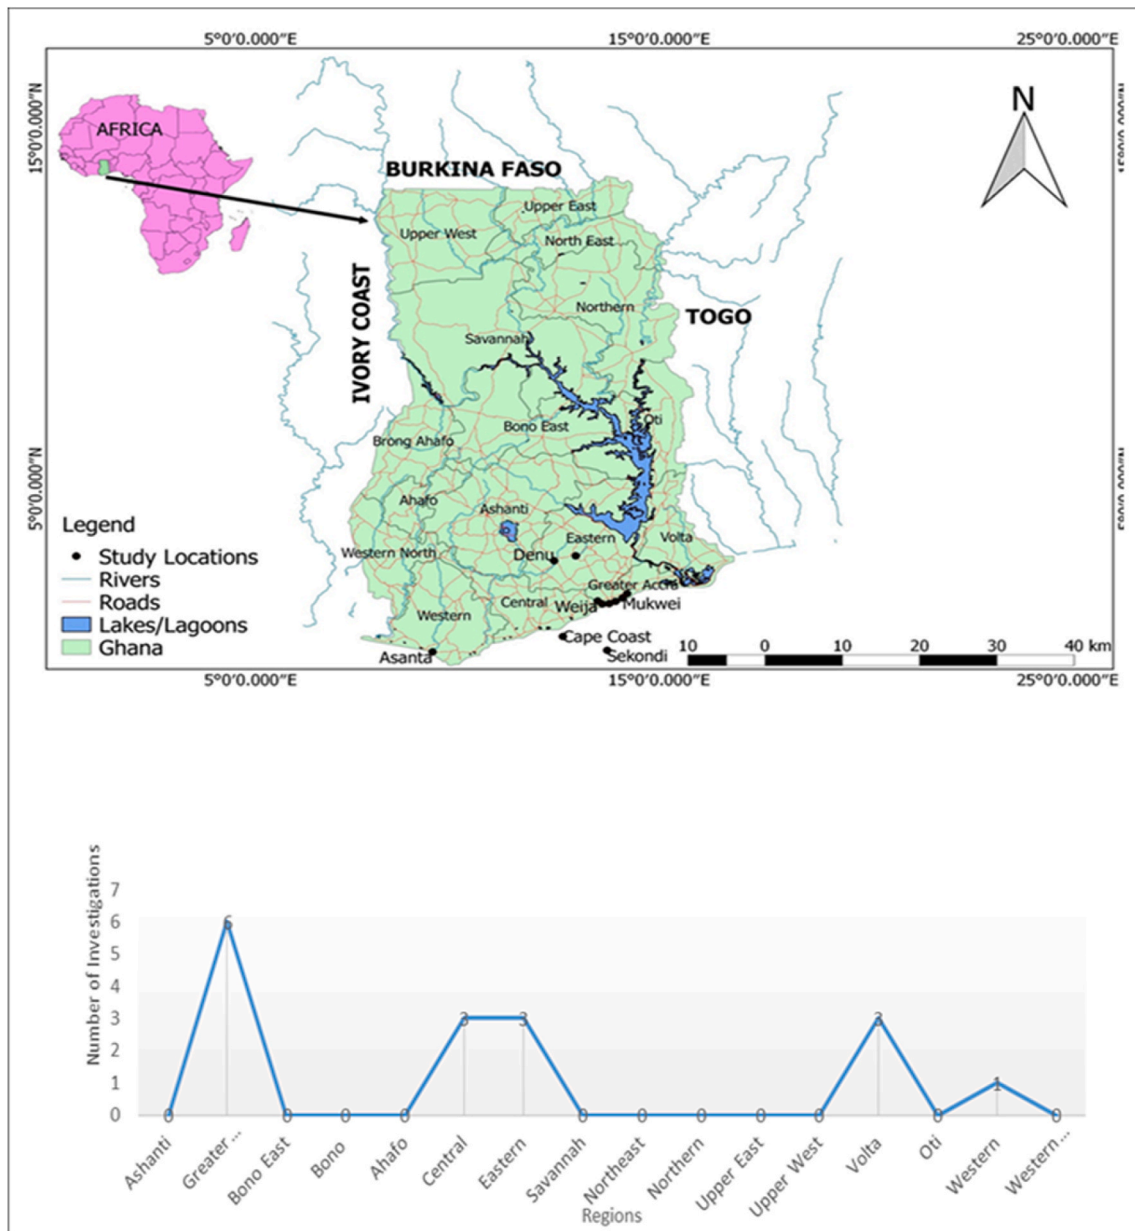 5°0'0.000"E 15°0'0.000"E 25°0'0.000"E
15°0'0.000"N
AFRICA
N
BURKINA FASO
Upper East
Upper West
North East
IVORY COAST
Northern
TOGO
Savannah
Bono East
Oti
Brong Ahafo
Ahafo
Ashanti
5°0'0.000"N
Legend
Study Locations
Rivers
Roads
Lakes/Lagoons
Ghana
Eastern
Volta
Western North
Denu
Greater Accra
Central
Weija
Mukwei
Western
Cape Coast
Asanta
Sekondi
10 0 10 20 30 40 km
5°0'0.000"E 15°0'0.000"E 25°0'0.000"E
Number of Investigations
7
6
5
4
3
2
1
0
0 6 0 0 0 3 3 0 0 0 0 0 3 0 1 0
Ashanti
Greater...
Bono East
Bono
Ahafo
Central
Eastern
Savannah
Northeast
Northern
Upper East
Upper West
Volta
Oti
Western
Western...
Regions